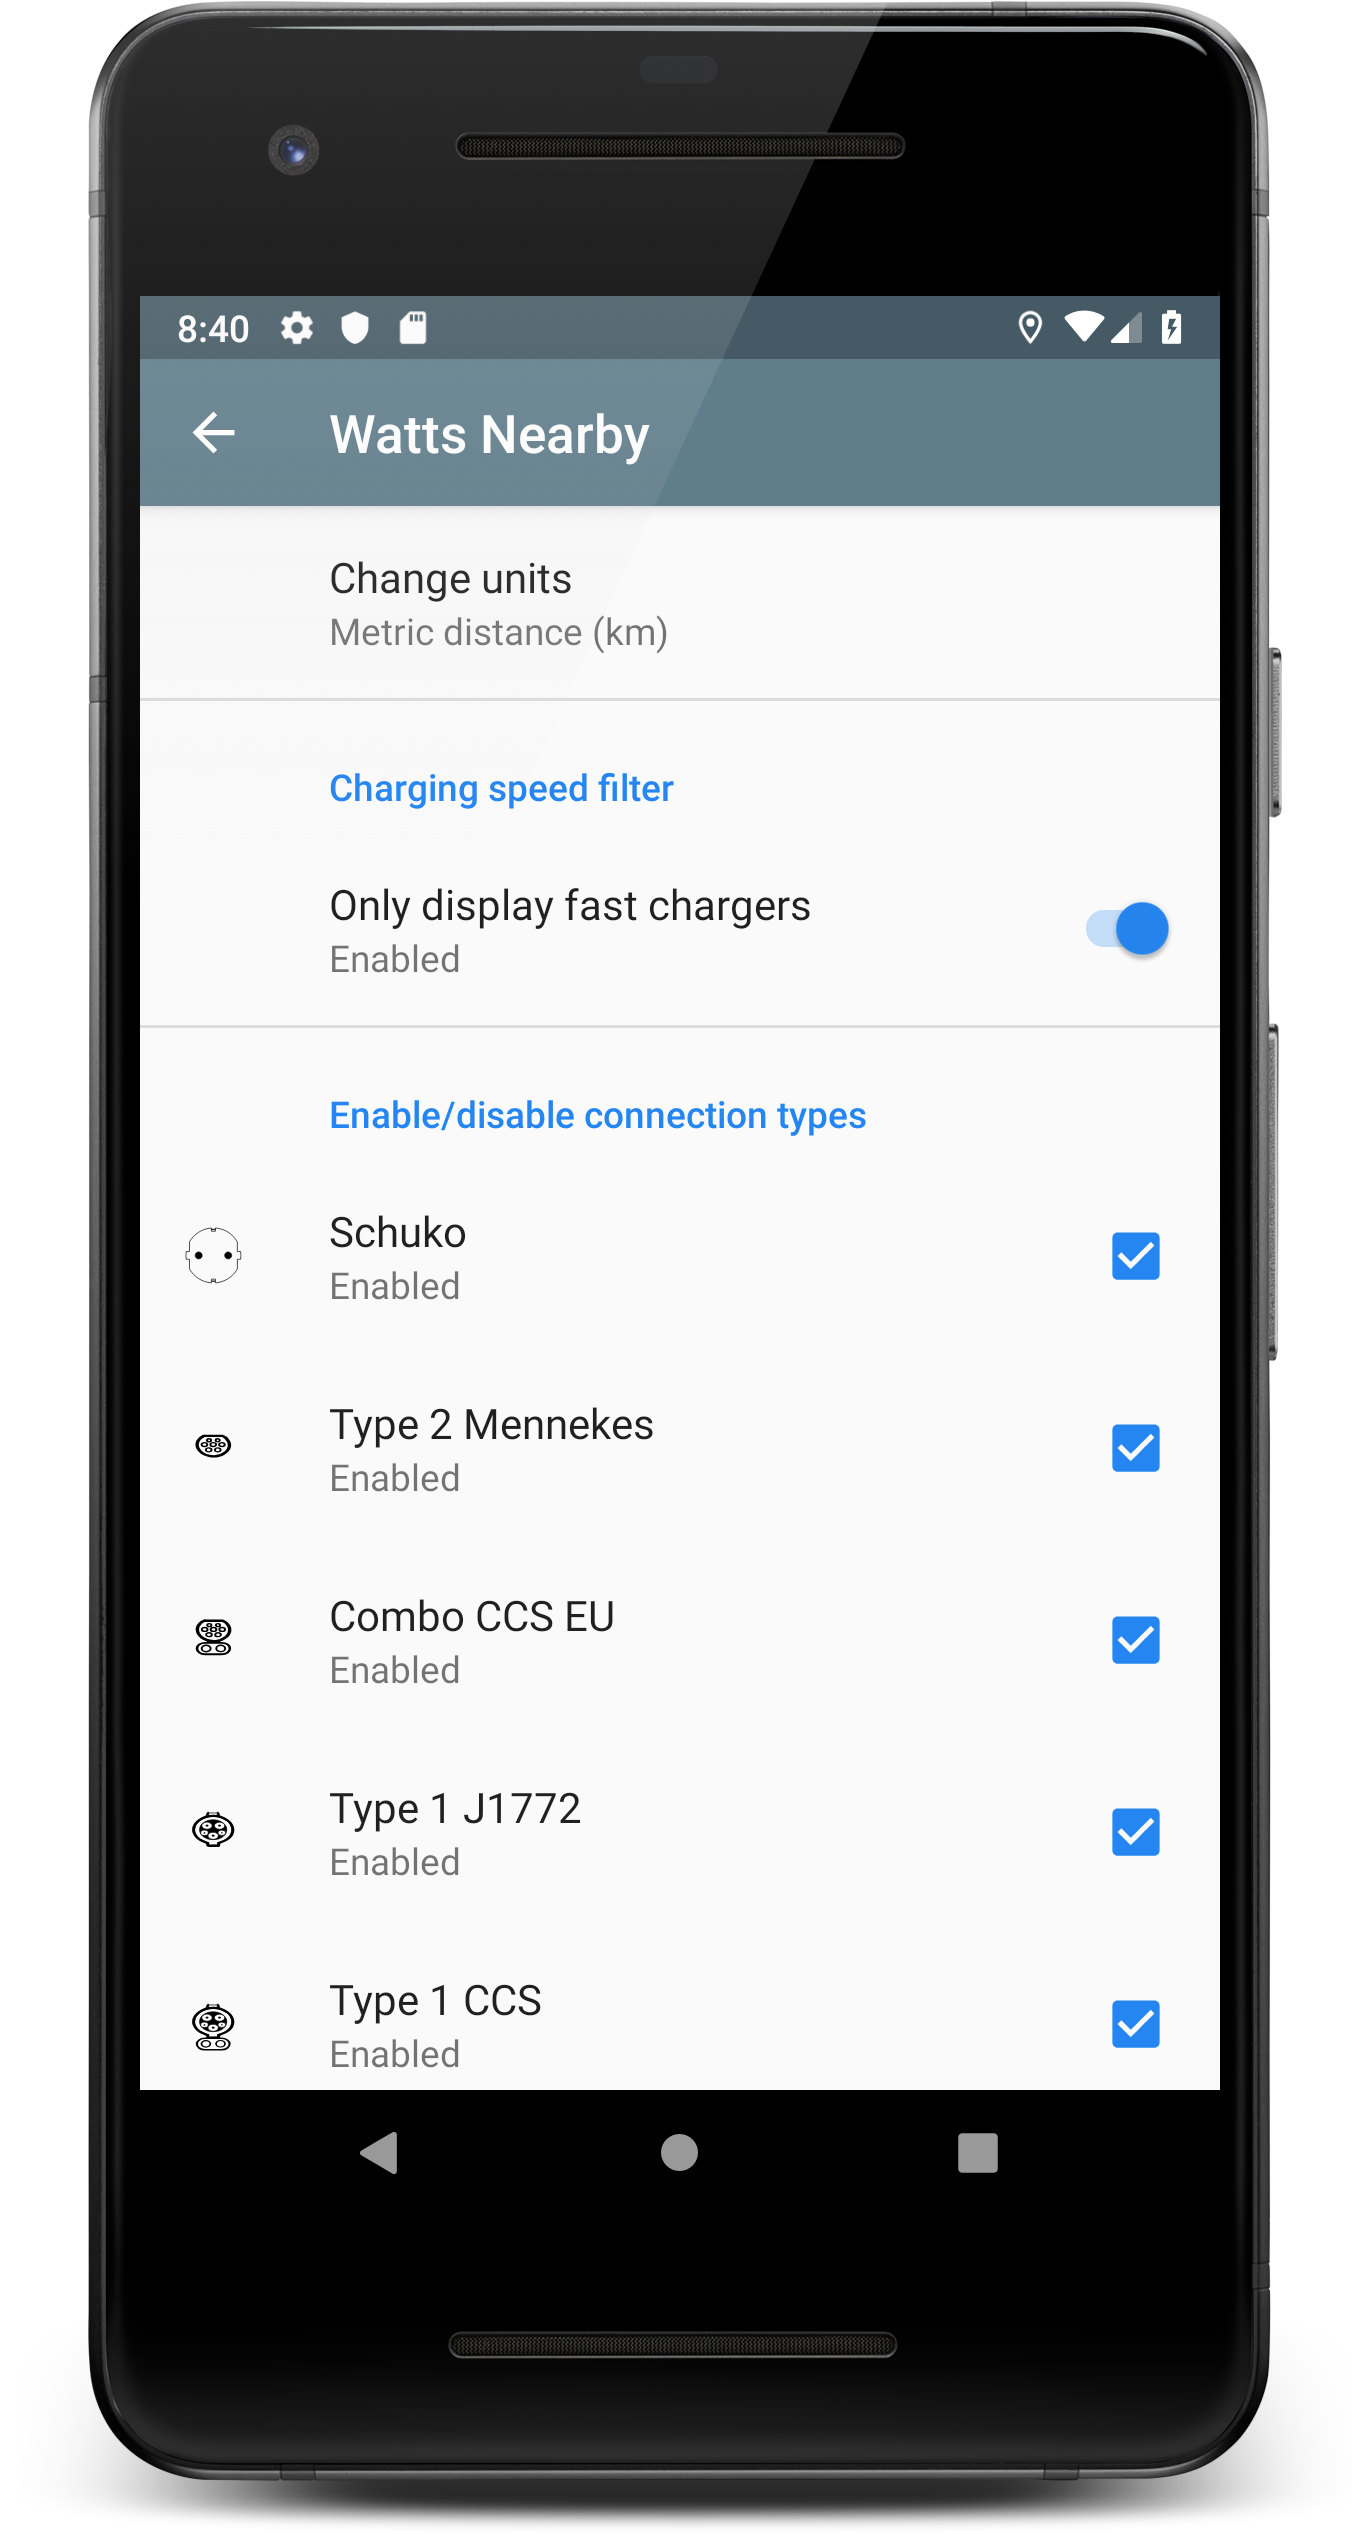 8:40
Watts Nearby
Change units
Metric distance (km)
Charging speed filter
Only display fast chargers
Enabled
Enable/disable connection types
Schuko
Enabled
Type 2 Mennekes
Enabled
Combo CCS EU
Enabled
Type 1 J1772
Enabled
Type 1 CCS
Enabled